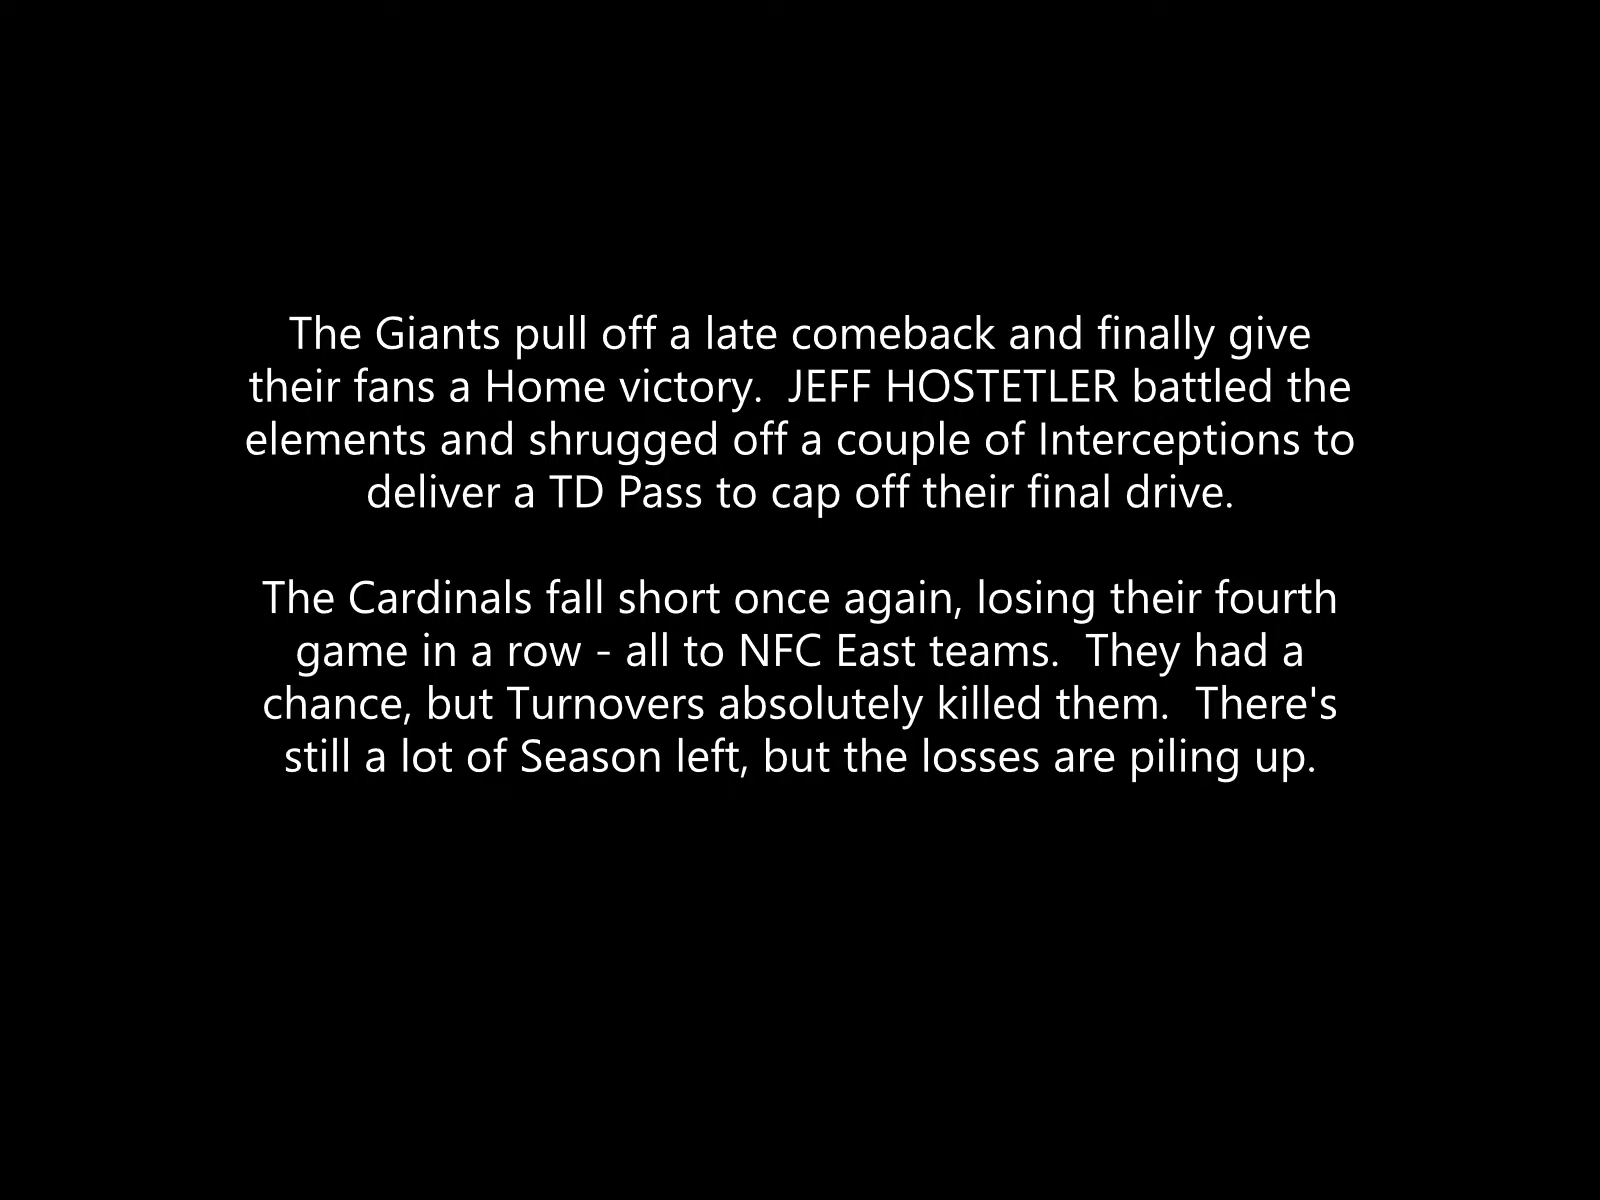 The Giants pull off a late comeback and finally give
their fans a Home victory.  JEFF HOSTETLER battled the
elements and shrugged off a couple of Interceptions to
deliver a TD Pass to cap off their final drive.
The Cardinals fall short once again, losing their fourth
game in a row - all to NFC East teams.  They had a
chance, but Turnovers absolutely killed them.  There's
still a lot of Season left, but the losses are piling up.